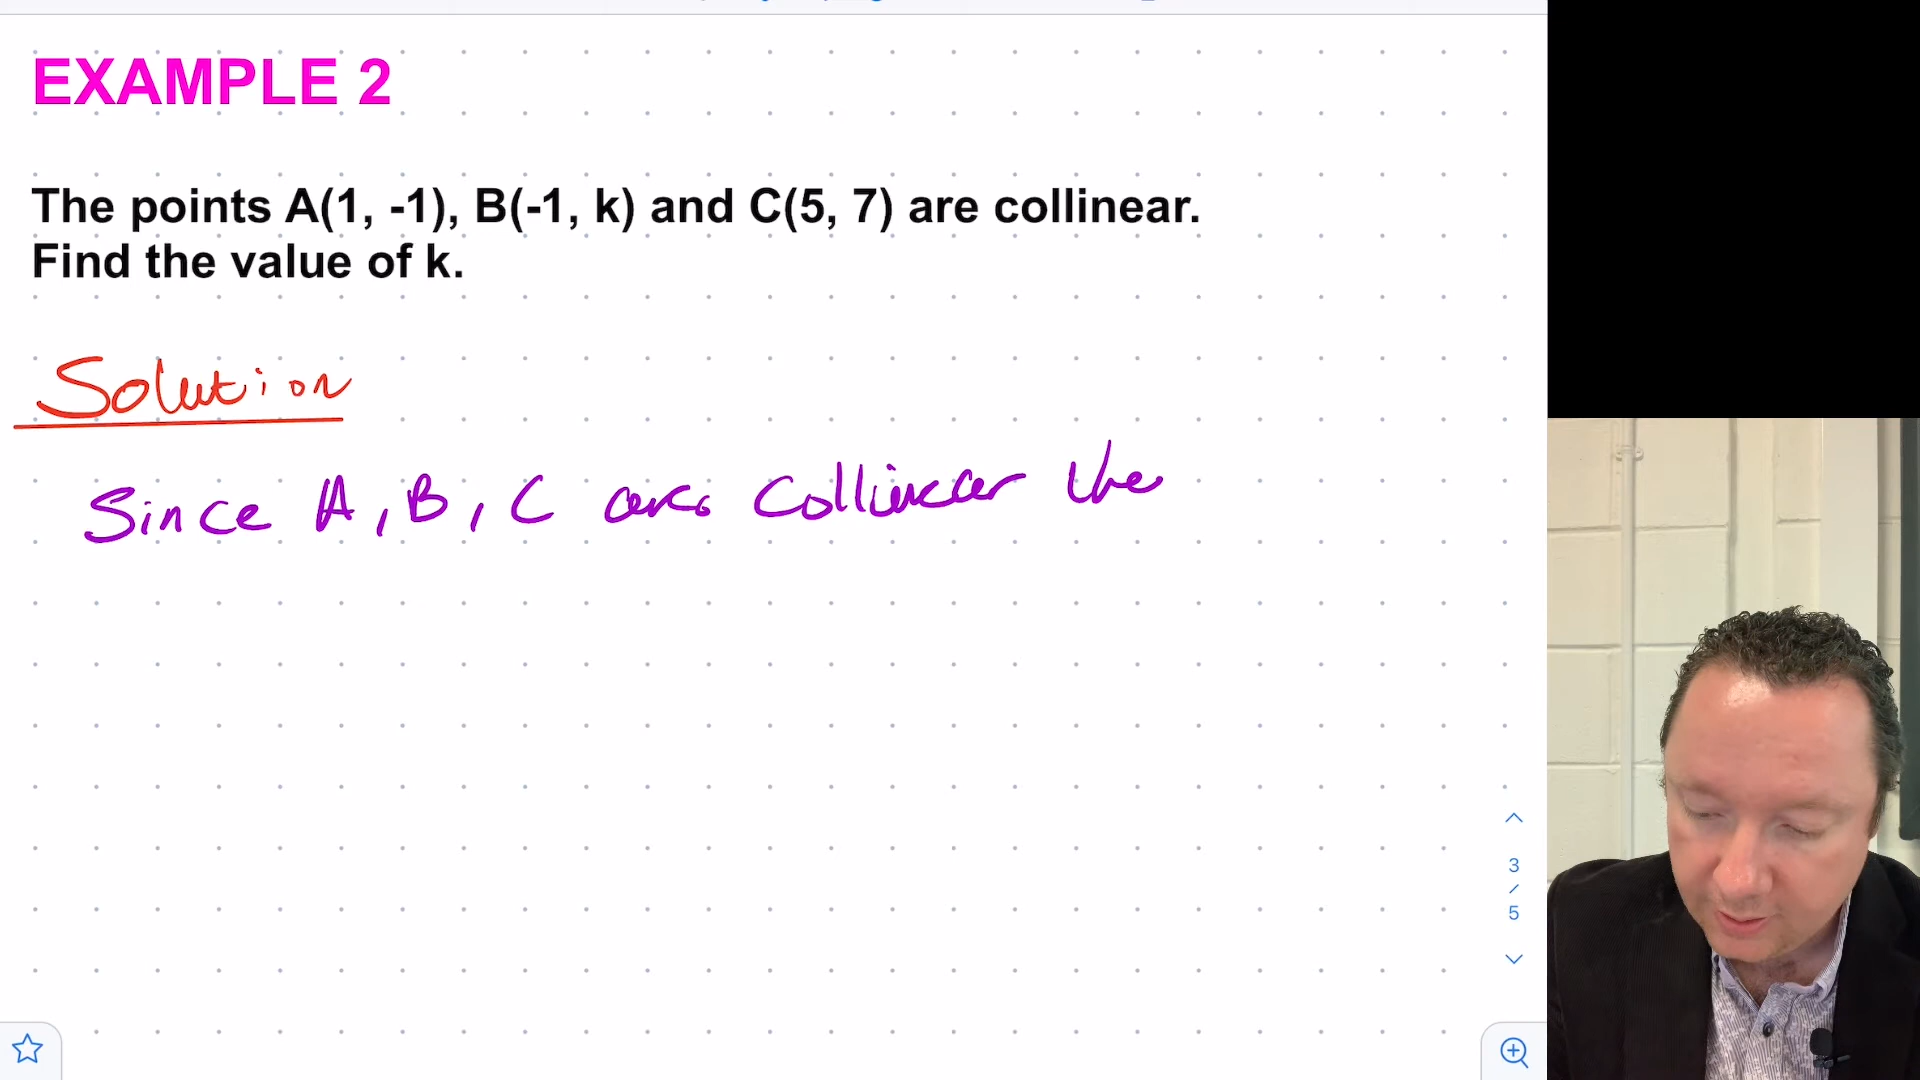 EXAMPLE 2
The points A(1, -1), B(-1, k) and C(5, 7) are collinear.
Find the value of k.
Solution
Since A, B, C are collinear the
3
/
5